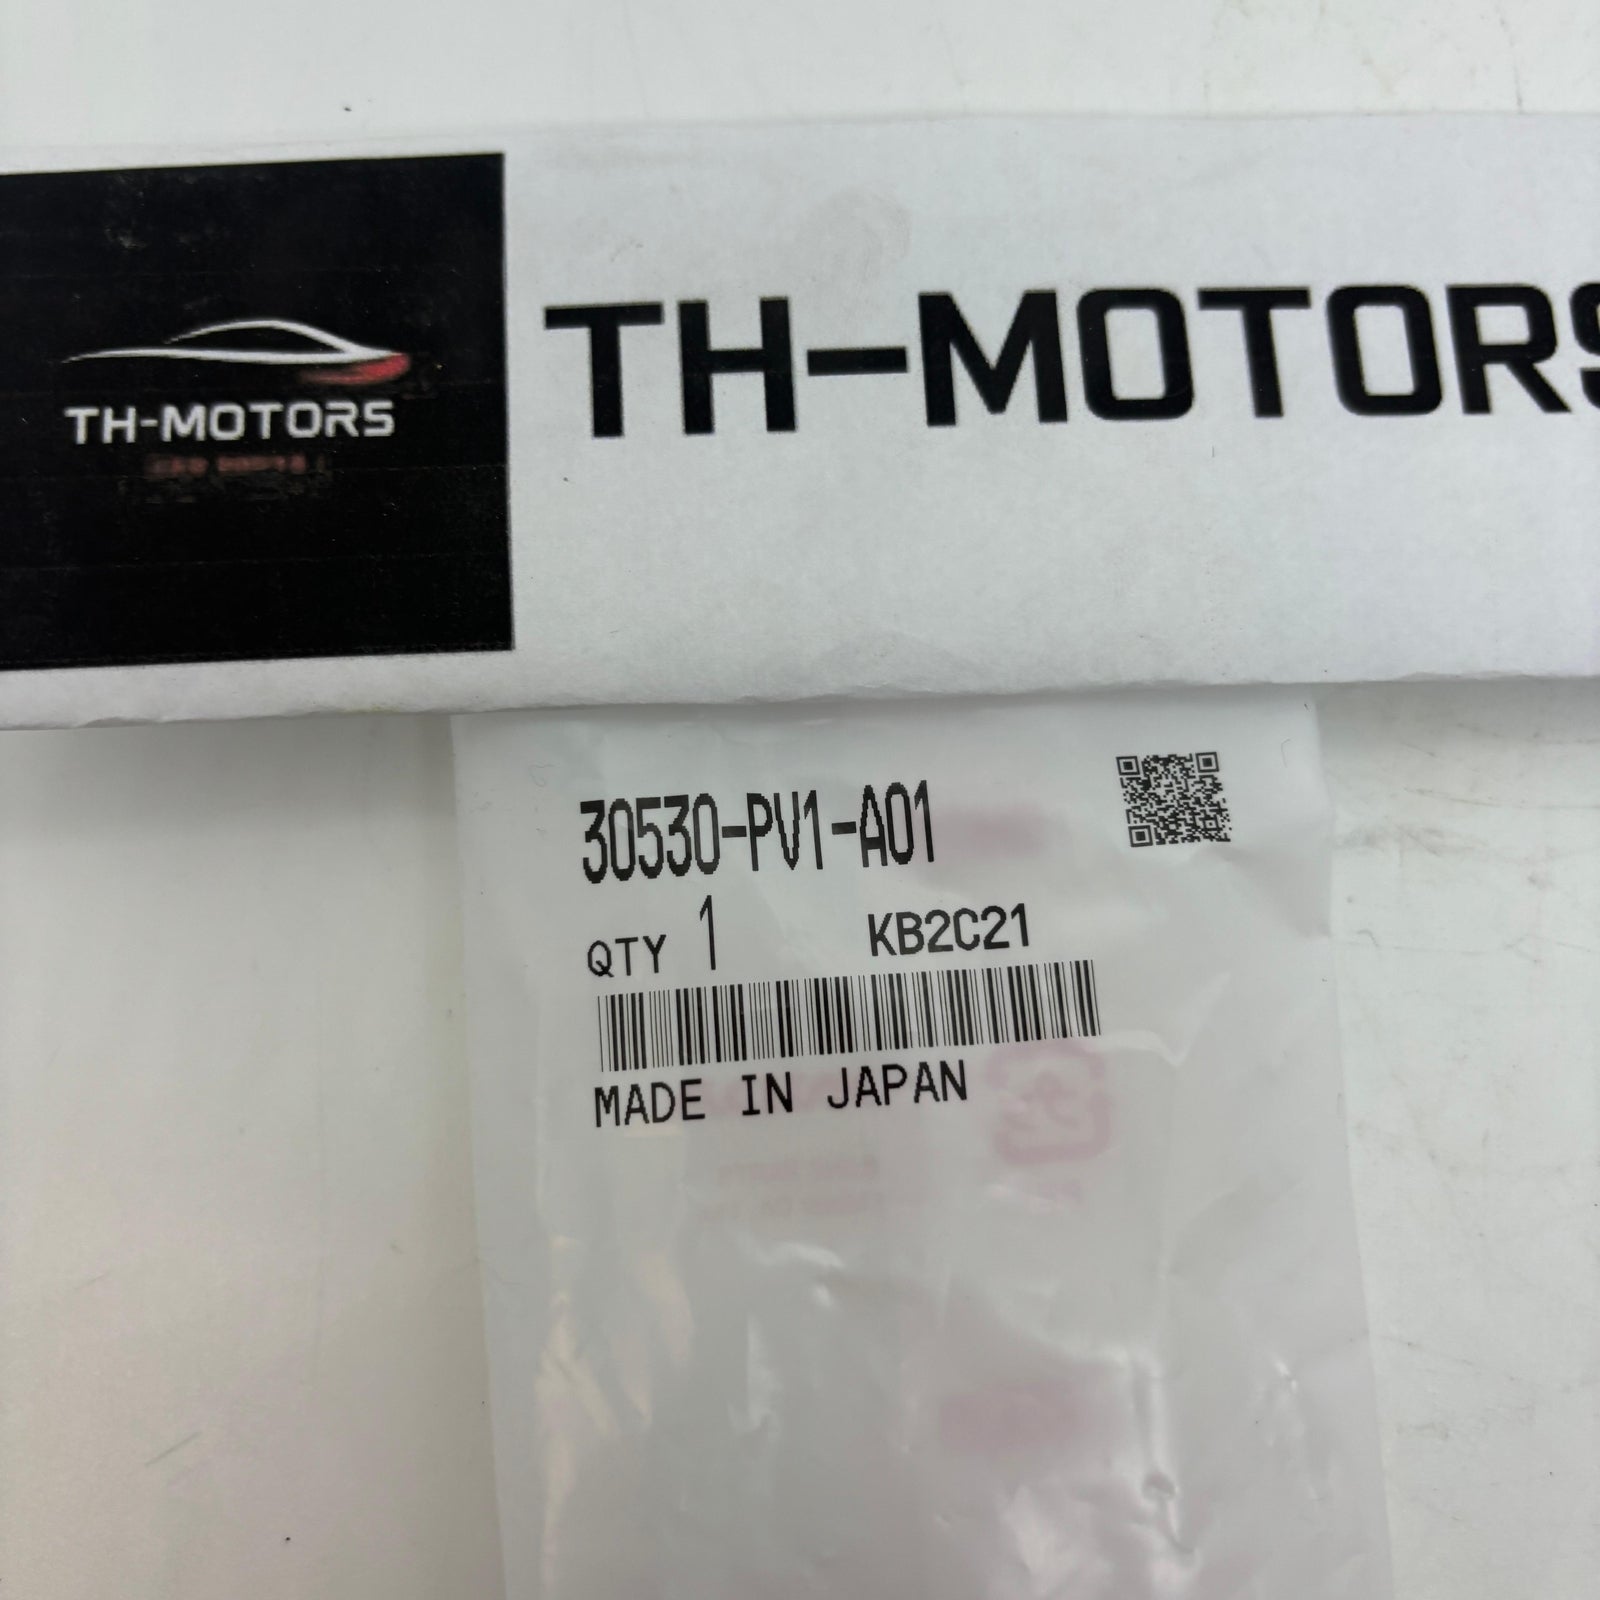 TH-MOTORS
TH-MOTORS
30530-PV1-A01
QTY 1 KB2C21
MADE IN JAPAN